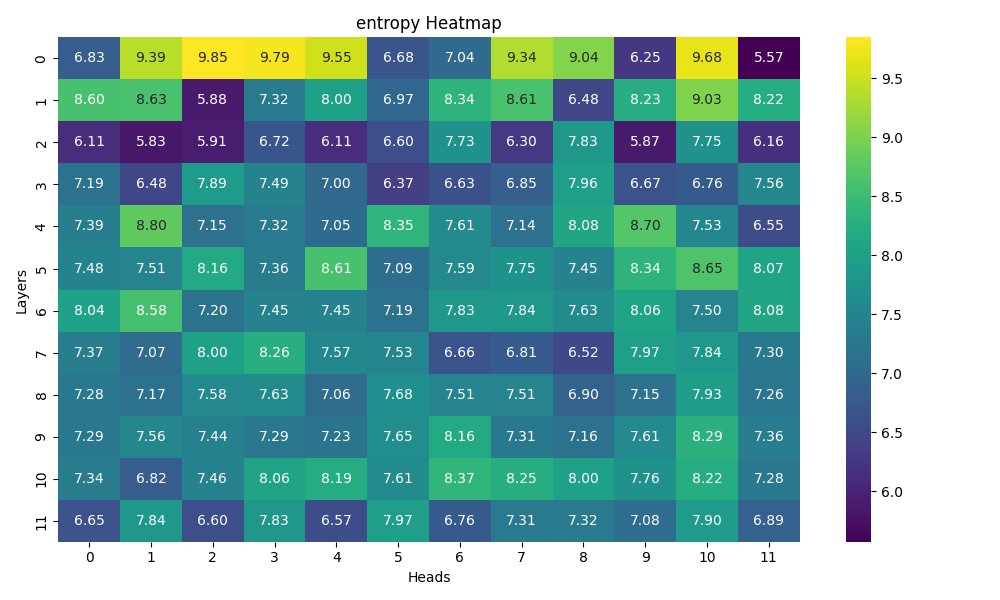 entropy Heatmap
0 6.83 9.39 9.85 9.79 9.55 6.68 7.04 9.34 9.04 6.25 9.68 5.57
1 8.60 8.63 5.88 7.32 8.00 6.97 8.34 8.61 6.48 8.23 9.03 8.22
2 6.11 5.83 5.91 6.72 6.11 6.60 7.73 6.30 7.83 5.87 7.75 6.16
3 7.19 6.48 7.89 7.49 7.00 6.37 6.63 6.85 7.96 6.67 6.76 7.56
4 7.39 8.80 7.15 7.32 7.05 8.35 7.61 7.14 8.08 8.70 7.53 6.55
5 7.48 7.51 8.16 7.36 8.61 7.09 7.59 7.75 7.45 8.34 8.65 8.07
6 8.04 8.58 7.20 7.45 7.45 7.19 7.83 7.84 7.63 8.06 7.50 8.08
7 7.37 7.07 8.00 8.26 7.57 7.53 6.66 6.81 6.52 7.97 7.84 7.30
8 7.28 7.17 7.58 7.63 7.06 7.68 7.51 7.51 6.90 7.15 7.93 7.26
9 7.29 7.56 7.44 7.29 7.23 7.65 8.16 7.31 7.16 7.61 8.29 7.36
10 7.34 6.82 7.46 8.06 8.19 7.61 8.37 8.25 8.00 7.76 8.22 7.28
11 6.65 7.84 6.60 7.83 6.57 7.97 6.76 7.31 7.32 7.08 7.90 6.89
0 1 2 3 4 5 6 7 8 9 10 11
Heads
Layers
9.5
9.0
8.5
8.0
7.5
7.0
6.5
6.0